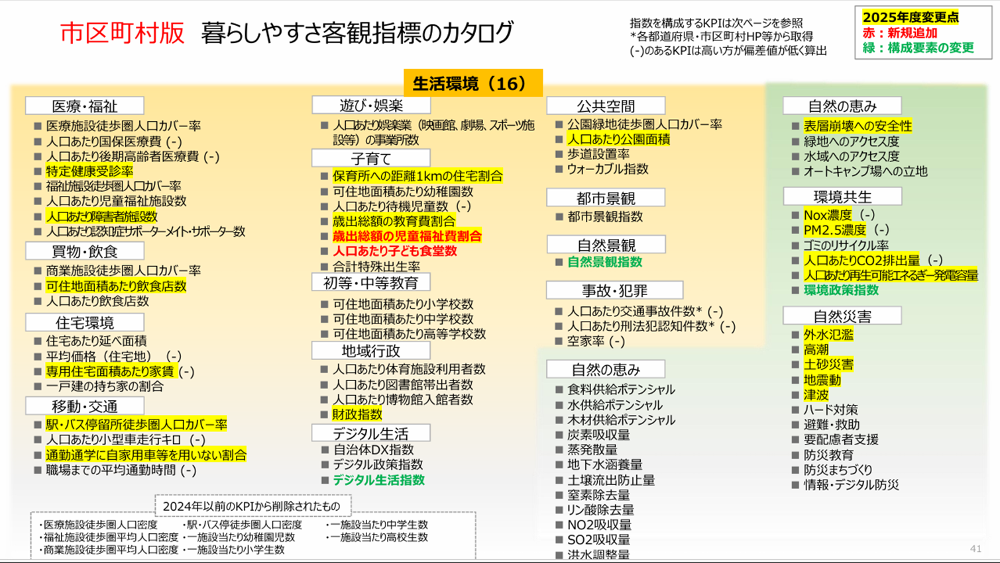 市区町村版 暮らしやすさ客観指標のカタログ
指数を構成するKPIは次ページを参照
*各都道府県・市区町村HP等から取得
(-)のあるKPIは高い方が偏差値が低く算出
2025年度変更点
赤：新規追加
緑：構成要素の変更
生活環境（16）
医療・福祉
■ 医療施設徒歩圏人口カバー率
■ 人口あたり国保医療費 (-)
■ 人口あたり後期高齢者医療費 (-)
■ 特定健康受診率
■ 福祉施設徒歩圏人口カバー率
■ 人口あたり児童福祉施設数
■ 人口あたり障害者施設数
■ 人口あたり認知症サポーターメイト・サポーター数
買物・飲食
■ 商業施設徒歩圏人口カバー率
■ 可住地面積あたり飲食店数
■ 人口あたり飲食店数
住宅環境
■ 住宅あたり延べ面積
■ 平均価格（住宅地） (-)
■ 専用住宅面積あたり家賃 (-)
■ 一戸建の持ち家の割合
移動・交通
■ 駅・バス停留所徒歩圏人口カバー率
■ 人口あたり小型車走行キロ (-)
■ 通勤通学に自家用車等を用いない割合
■ 職場までの平均通勤時間 (-)
遊び・娯楽
■ 人口あたり娯楽業（映画館、劇場、スポーツ施
設等）の事業所数
子育て
■ 保育所への距離1kmの住宅割合
■ 可住地面積あたり幼稚園数
■ 人口あたり待機児童数 (-)
■ 歳出総額の教育費割合
■ 歳出総額の児童福祉費割合
■ 人口あたり子ども食堂数
■ 合計特殊出生率
初等・中等教育
■ 可住地面積あたり小学校数
■ 可住地面積あたり中学校数
■ 可住地面積あたり高等学校数
地域行政
■ 人口あたり体育施設利用者数
■ 人口あたり図書館帯出者数
■ 人口あたり博物館入館者数
■ 財政指数
デジタル生活
■ 自治体DX指数
■ デジタル政策指数
■ デジタル生活指数
公共空間
■ 公園緑地徒歩圏人口カバー率
■ 人口あたり公園面積
■ 歩道設置率
■ ウォーカブル指数
都市景観
■ 都市景観指数
自然景観
■ 自然景観指数
事故・犯罪
■ 人口あたり交通事故件数* (-)
■ 人口あたり刑法犯認知件数* (-)
■ 空家率 (-)
自然の恵み
■ 食料供給ポテンシャル
■ 水供給ポテンシャル
■ 木材供給ポテンシャル
■ 炭素吸収量
■ 蒸発散量
■ 地下水涵養量
■ 土壌流出防止量
■ 窒素除去量
■ リン酸除去量
■ NO2吸収量
■ SO2吸収量
■ 洪水調整量
自然の恵み
■ 表層崩壊への安全性
■ 緑地へのアクセス度
■ 水域へのアクセス度
■ オートキャンプ場への立地
環境共生
■ Nox濃度 (-)
■ PM2.5濃度 (-)
■ ゴミのリサイクル率
■ 人口あたりCO2排出量 (-)
■ 人口あたり再生可能エネるぎー発電容量
■ 環境政策指数
自然災害
■ 外水氾濫
■ 高潮
■ 土砂災害
■ 地震動
■ 津波
■ ハード対策
■ 避難・救助
■ 要配慮者支援
■ 防災教育
■ 防災まちづくり
■ 情報・デジタル防災
2024年以前のKPIから削除されたもの
・医療施設徒歩圏人口密度 ・駅・バス停徒歩圏人口密度 ・一施設当たり中学生数
・福祉施設徒歩圏平均人口密度 ・一施設当たり幼稚園児数 ・一施設当たり高校生数
・商業施設徒歩圏平均人口密度 ・一施設当たり小学生数
41